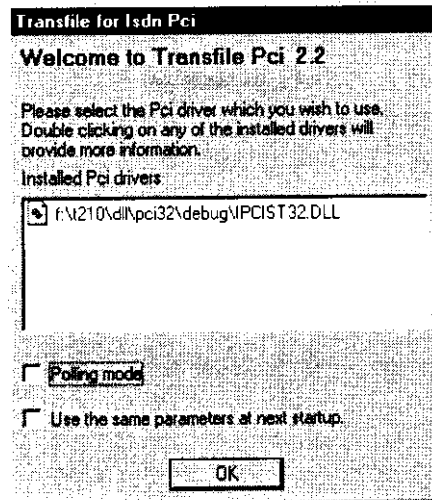 Transfile for Isdn Pci
Welcome to Transfile Pci 2.2
Please select the Pci driver which you wish to use.
Double clicking on any of the installed drivers will
provide more information.
Installed Pci drivers
f:\t210\dll\pci32\debug\IPCIST32.DLL
Polling mode
Use the same parameters at next startup.
OK